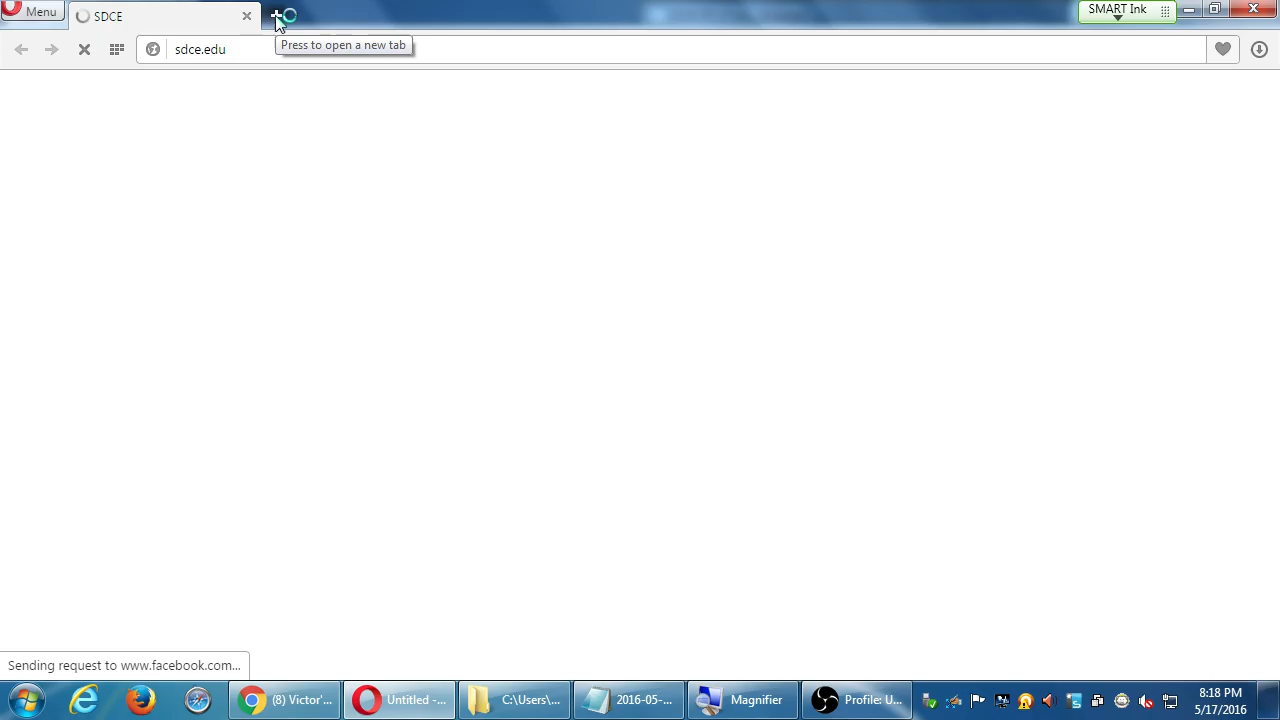 Menu
SDCE
SMART Ink
sdce.edu
Press to open a new tab
Sending request to www.facebook.com...
(8) Victor'...
Untitled -...
C:\Users\...
2016-05-...
Magnifier
Profile: U...
8:18 PM
5/17/2016